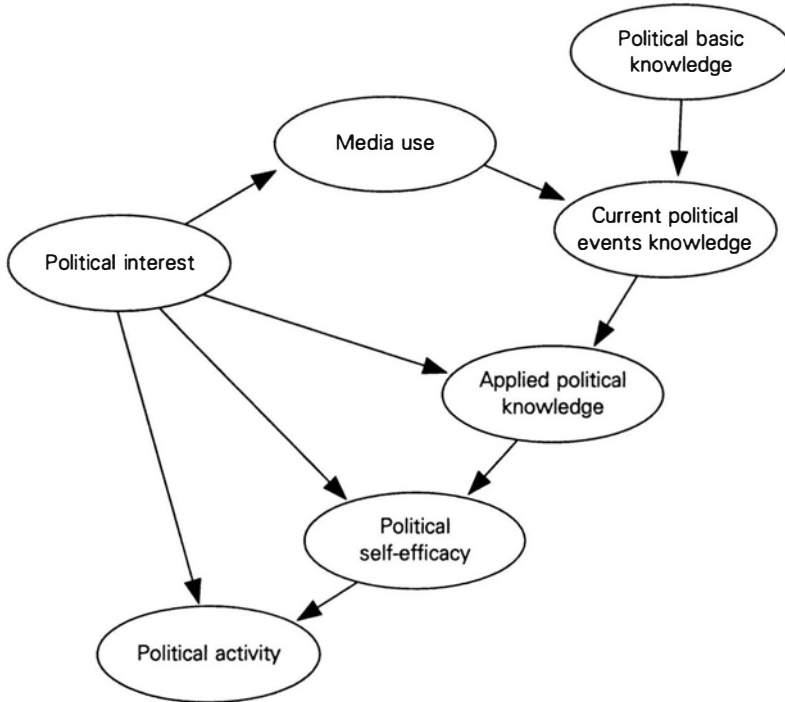 Political basic
knowledge
Media use
Current political
events knowledge
Political interest
Applied political
knowledge
Political
self-efficacy
Political activity